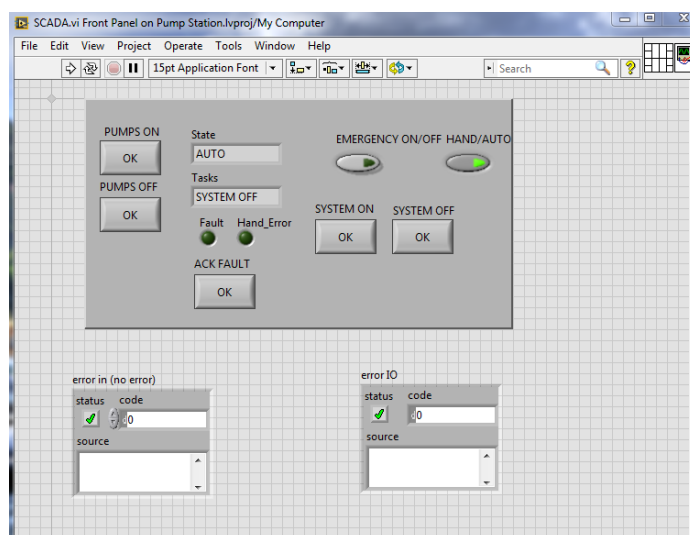 SCADA.vi Front Panel on Pump Station.lvproj/My Computer
File Edit View Project Operate Tools Window Help
15pt Application Font
Search
PUMPS ON
OK
PUMPS OFF
OK
State
AUTO
Tasks
SYSTEM OFF
Fault Hand_Error
ACK FAULT
OK
EMERGENCY ON/OFF HAND/AUTO
SYSTEM ON SYSTEM OFF
OK OK
error in (no error)
status code
0
source
error IO
status code
0
source